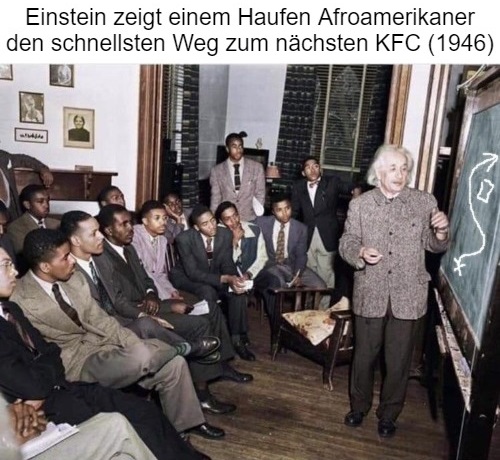 Einstein zeigt einem Haufen Afroamerikaner
den schnellsten Weg zum nächsten KFC (1946)